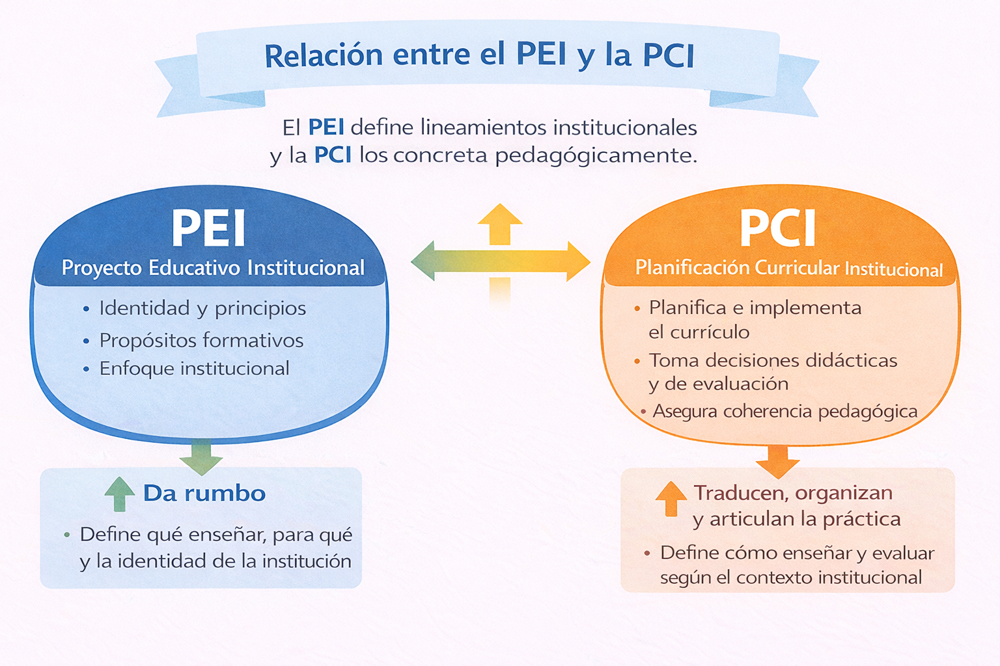 Relación entre el PEI y la PCI
El PEI define lineamientos institucionales
y la PCI los concreta pedagógicamente.
PEI
Proyecto Educativo Institucional
• Identidad y principios
• Propósitos formativos
• Enfoque institucional
Da rumbo
• Define qué enseñar, para qué
y la identidad de la institución
PCI
Planificación Curricular Institucional
• Planifica e implementa
el currículo
• Toma decisiones didácticas
y de evaluación
• Asegura coherencia pedagógica
Traducen, organizan
y articulan la práctica
• Define cómo enseñar y evaluar
según el contexto institucional